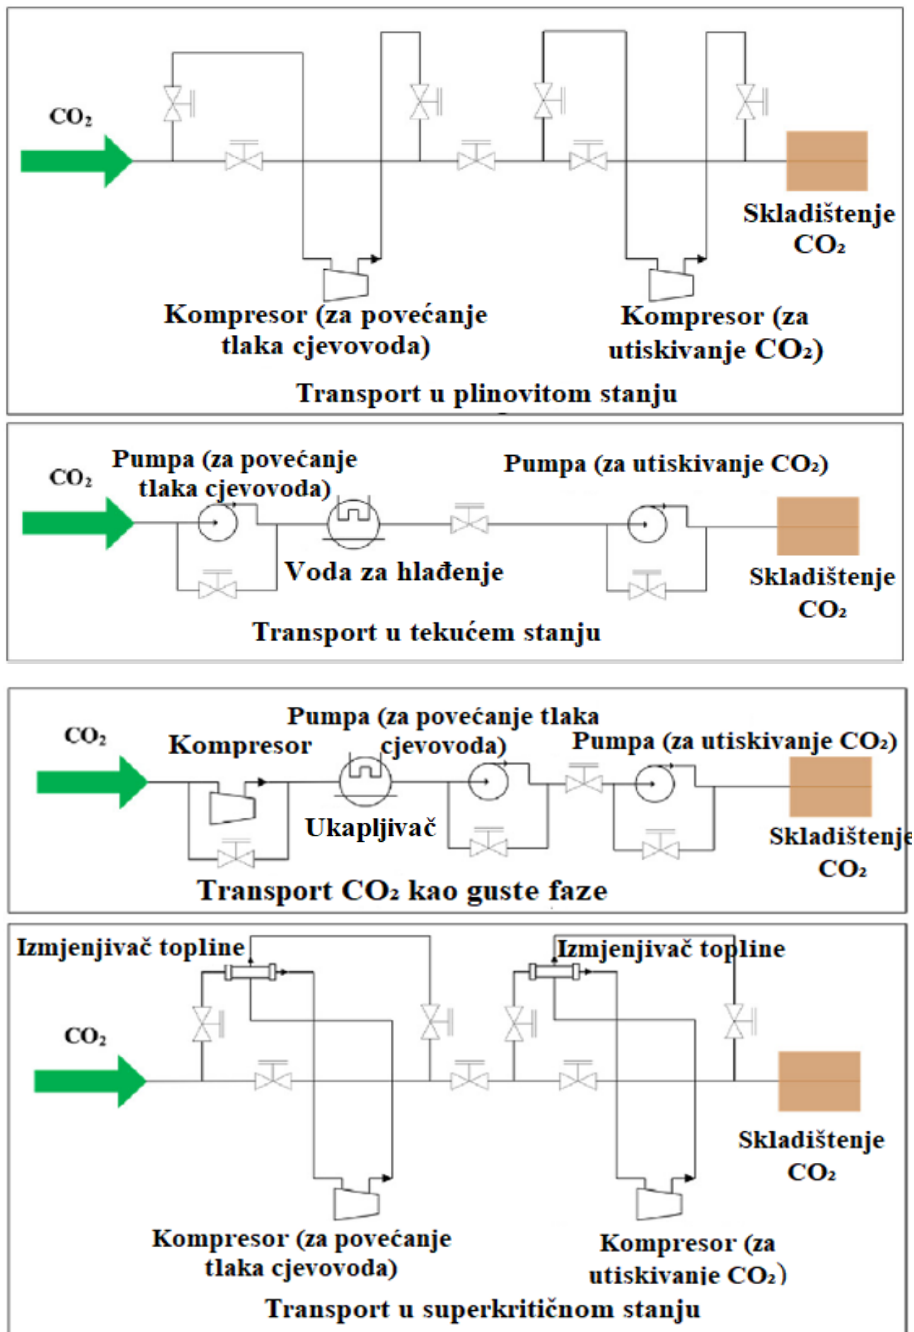 CO₂
Skladištenje
CO₂
Kompresor (za povećanje
tlaka cjevovoda)
Kompresor (za
utiskivanje CO₂)
Transport u plinovitom stanju
CO₂
Pumpa (za povećanje
tlaka cjevovoda)
Pumpa (za utiskivanje CO₂)
Voda za hlađenje
Skladištenje
CO₂
Transport u tekućem stanju
CO₂
Kompresor
Pumpa (za povećanje tlaka
cjevovoda)
Pumpa (za utiskivanje CO₂)
Ukapljivač
Skladištenje
CO₂
Transport CO₂ kao guste faze
Izmjenjivač topline
Izmjenjivač topline
CO₂
Skladištenje
CO₂
Kompresor (za povećanje
tlaka cjevovoda)
Kompresor (za
utiskivanje CO₂)
Transport u superkritičnom stanju